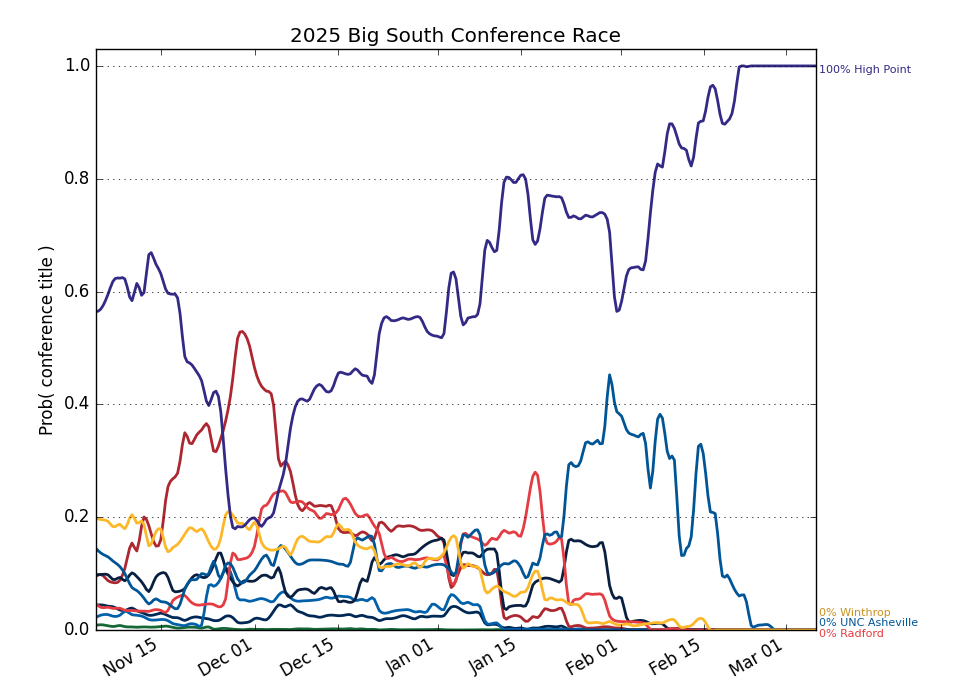 2025 Big South Conference Race
Prob( conference title )
1.0
0.8
0.6
0.4
0.2
0.0
100% High Point
0% Winthrop
0% UNC Asheville
0% Radford
Nov 15
Dec 01
Dec 15
Jan 01
Jan 15
Feb 01
Feb 15
Mar 01